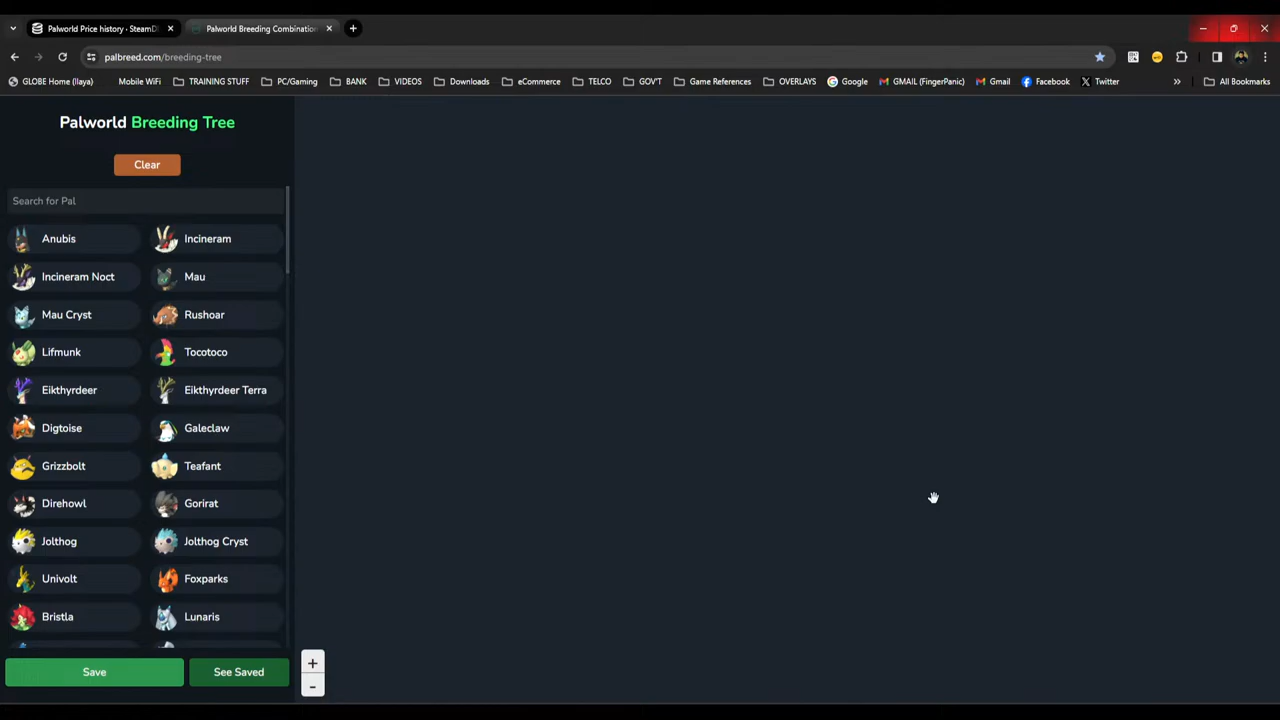 Palworld Price history · SteamD
Palworld Breeding Combination
palbreed.com/breeding-tree
GLOBE Home (Ilaya) Mobile WiFi TRAINING STUFF PC/Gaming BANK VIDEOS Downloads eCommerce TELCO GOV'T Game References OVERLAYS Google GMAIL (FingerPanic) Gmail Facebook Twitter » All Bookmarks
Palworld Breeding Tree
Clear
Search for Pal
Anubis Incineram
Incineram Noct Mau
Mau Cryst Rushoar
Lifmunk Tocotoco
Eikthyrdeer Eikthyrdeer Terra
Digtoise Galeclaw
Grizzbolt Teafant
Direhowl Gorirat
Jolthog Jolthog Cryst
Univolt Foxparks
Bristla Lunaris
Save See Saved
+
-